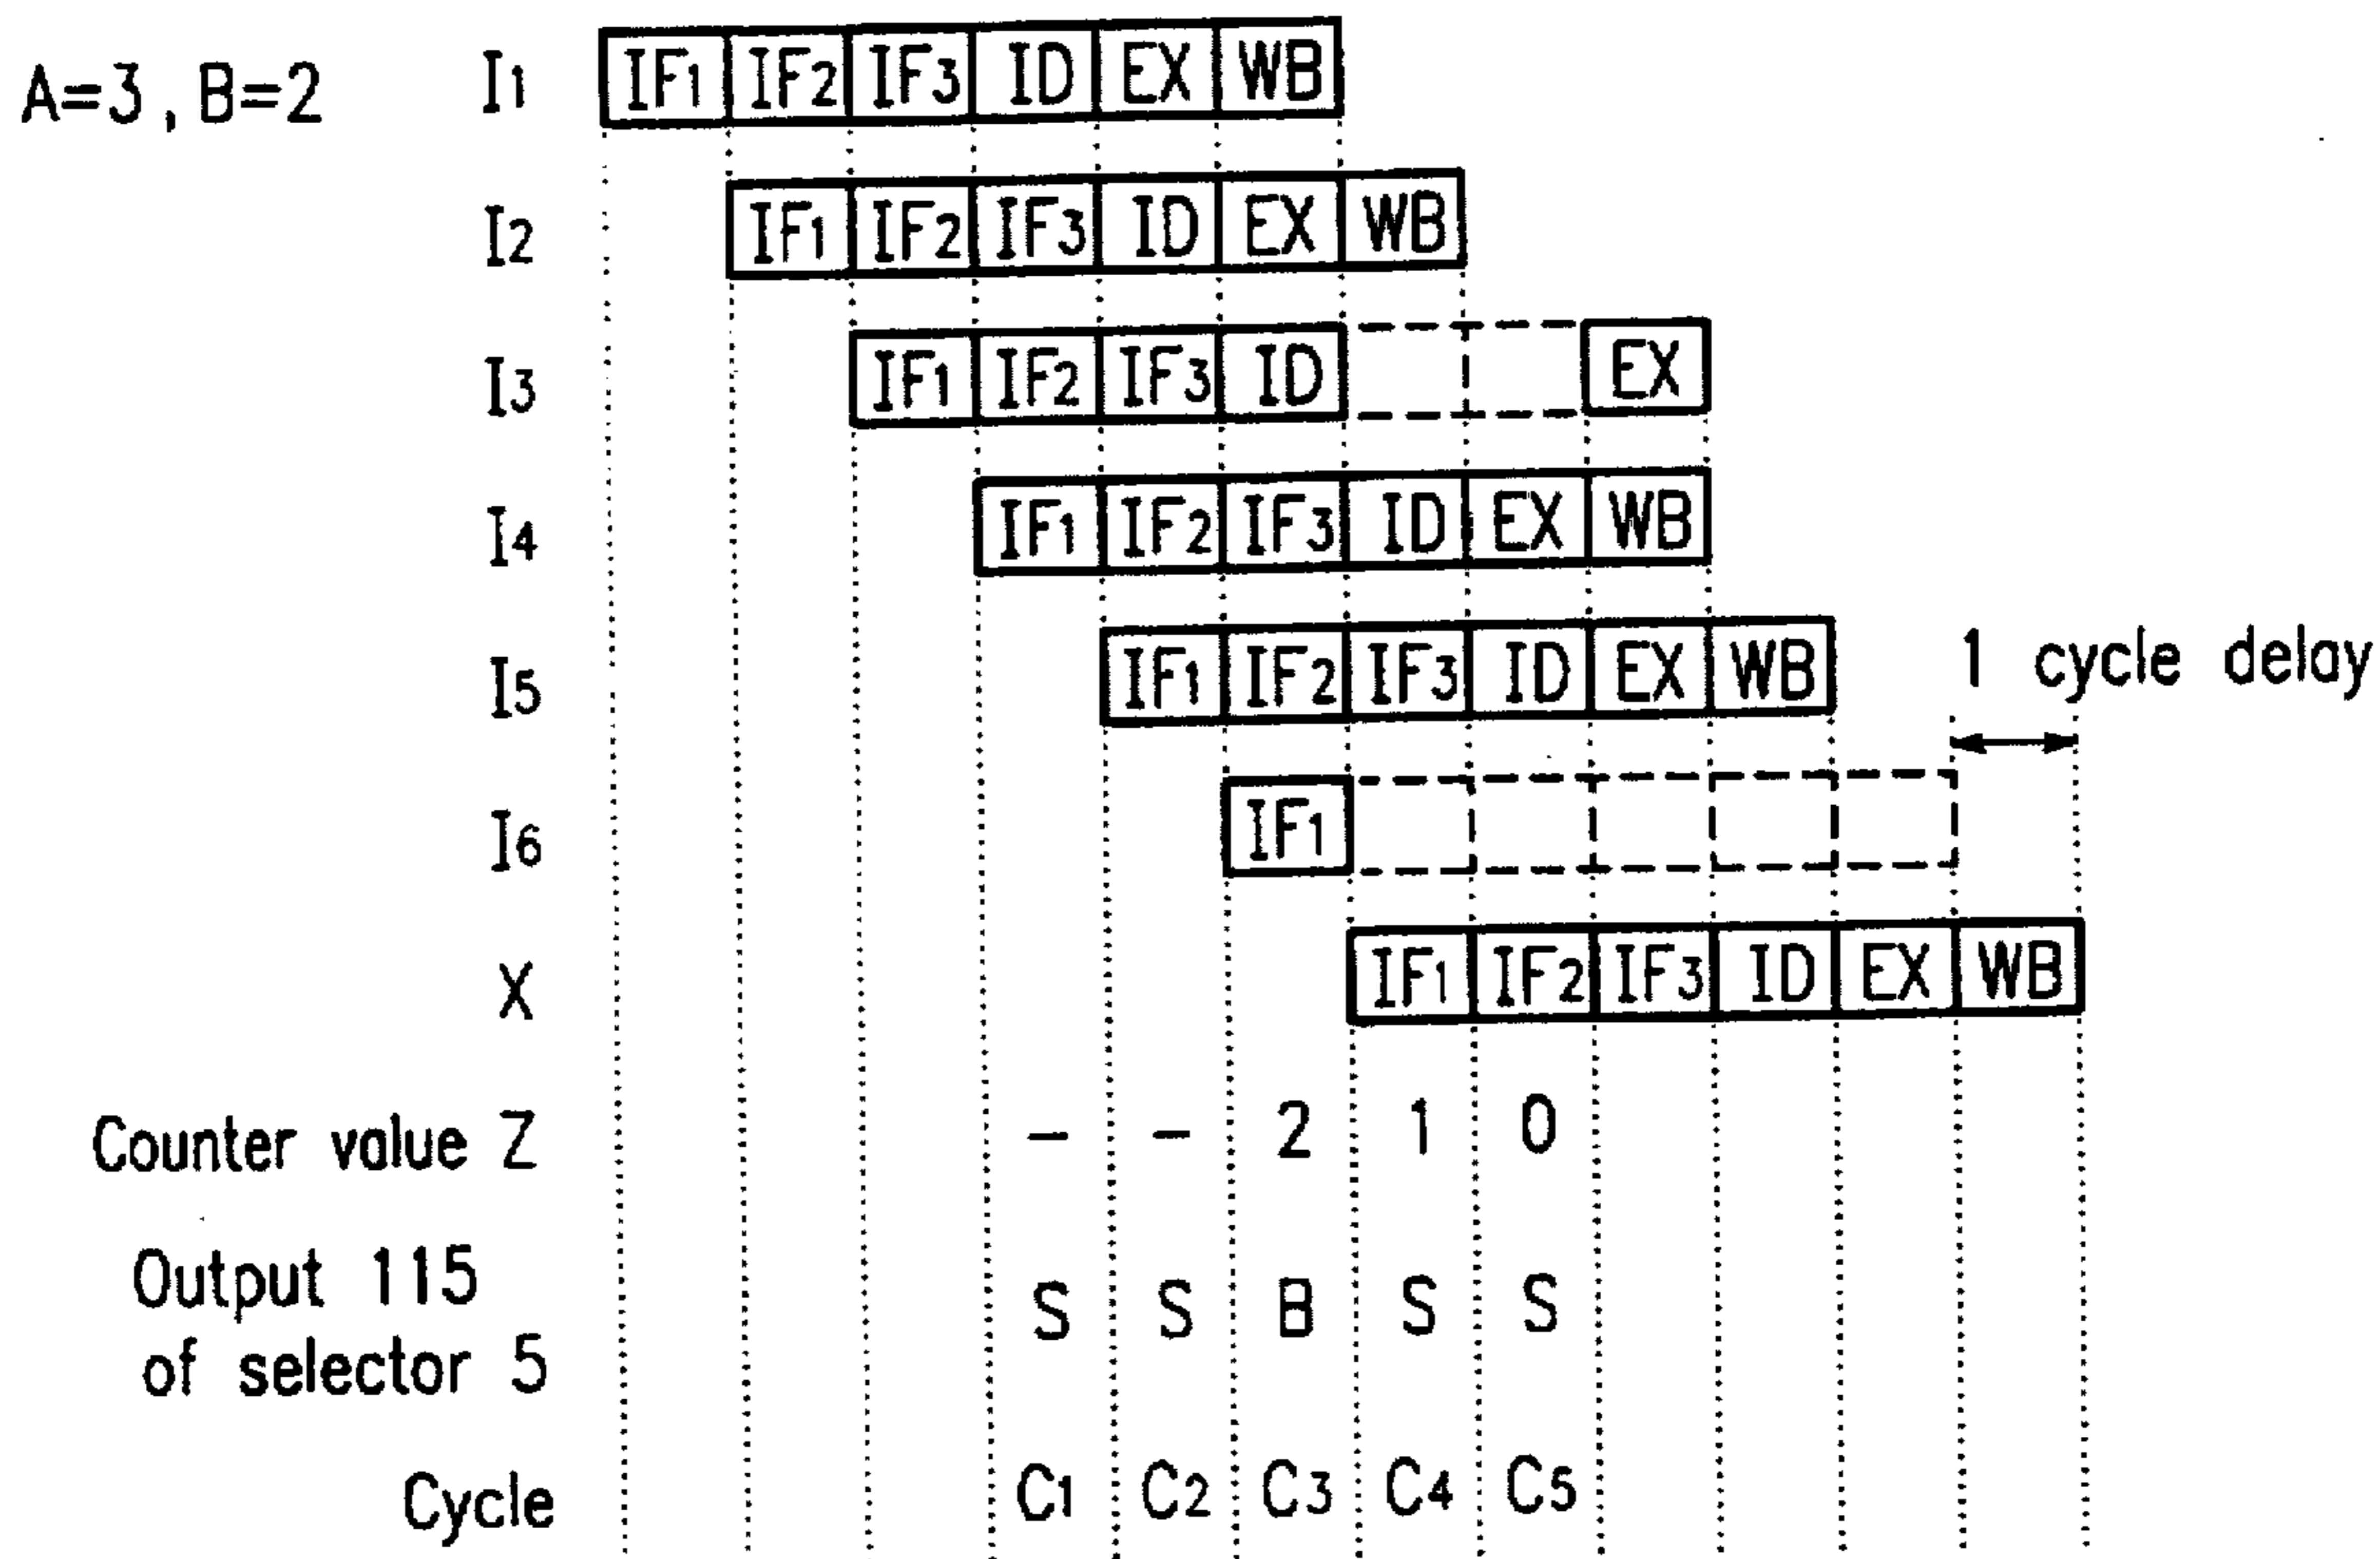 A=3, B=2 I1 IF1 IF2 IF3 ID EX WB
I2 IF1 IF2 IF3 ID EX WB
I3 IF1 IF2 IF3 ID EX
I4 IF1 IF2 IF3 ID EX WB
I5 IF1 IF2 IF3 ID EX WB 1 cycle delay
I6 IF1
X IF1 IF2 IF3 ID EX WB
Counter value Z - - 2 1 0
Output 115
of selector 5 S S B S S
Cycle C1 C2 C3 C4 C5